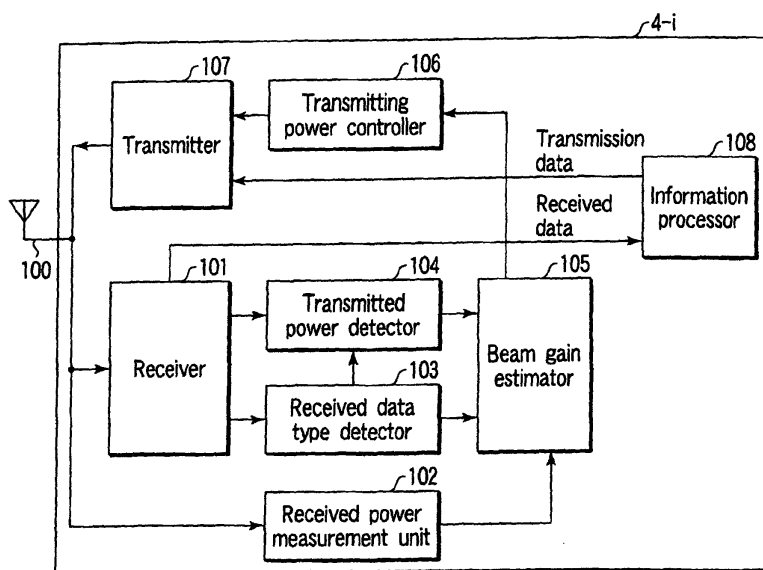 4-i
107
Transmitter
106
Transmitting
power controller
Transmission
data
108
Information
processor
Received
data
100
101
Receiver
104
Transmitted
power detector
105
Beam gain
estimator
103
Received data
type detector
102
Received power
measurement unit